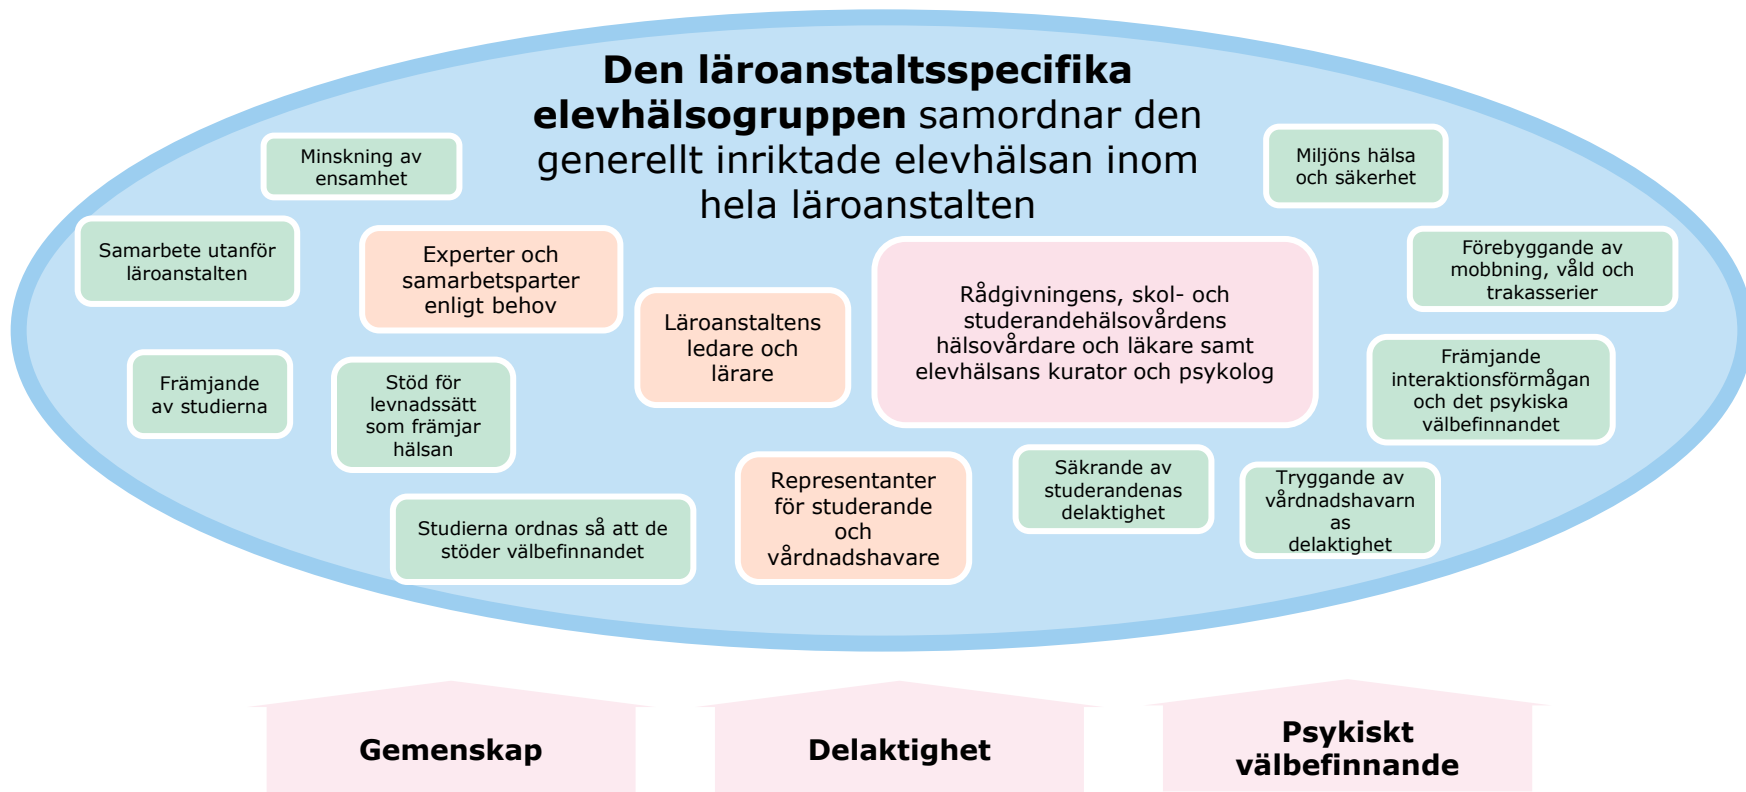 Den läroanstaltsspecifika
elevhälsogruppen samordnar den
generellt inriktade elevhälsan inom
hela läroanstalten
Minskning av
ensamhet
Miljöns hälsa
och säkerhet
Samarbete utanför
läroanstalten
Experter och
samarbetsparter
enligt behov
Läroanstaltens
ledare och
lärare
Rådgivningens, skol- och
studerandehälsovårdens
hälsovårdare och läkare samt
elevhälsans kurator och psykolog
Förebyggande av
mobbning, våld och
trakasserier
Främjande
av studierna
Stöd för
levnadssätt
som främjar
hälsan
Främjande
interaktionsförmågan
och det psykiska
välbefinnandet
Studierna ordnas så att de
stöder välbefinnandet
Representanter
för studerande
och
vårdnadshavare
Säkrande av
studerandenas
delaktighet
Tryggande av
vårdnadshavarn
as
delaktighet
Gemenskap
Delaktighet
Psykiskt
välbefinnande